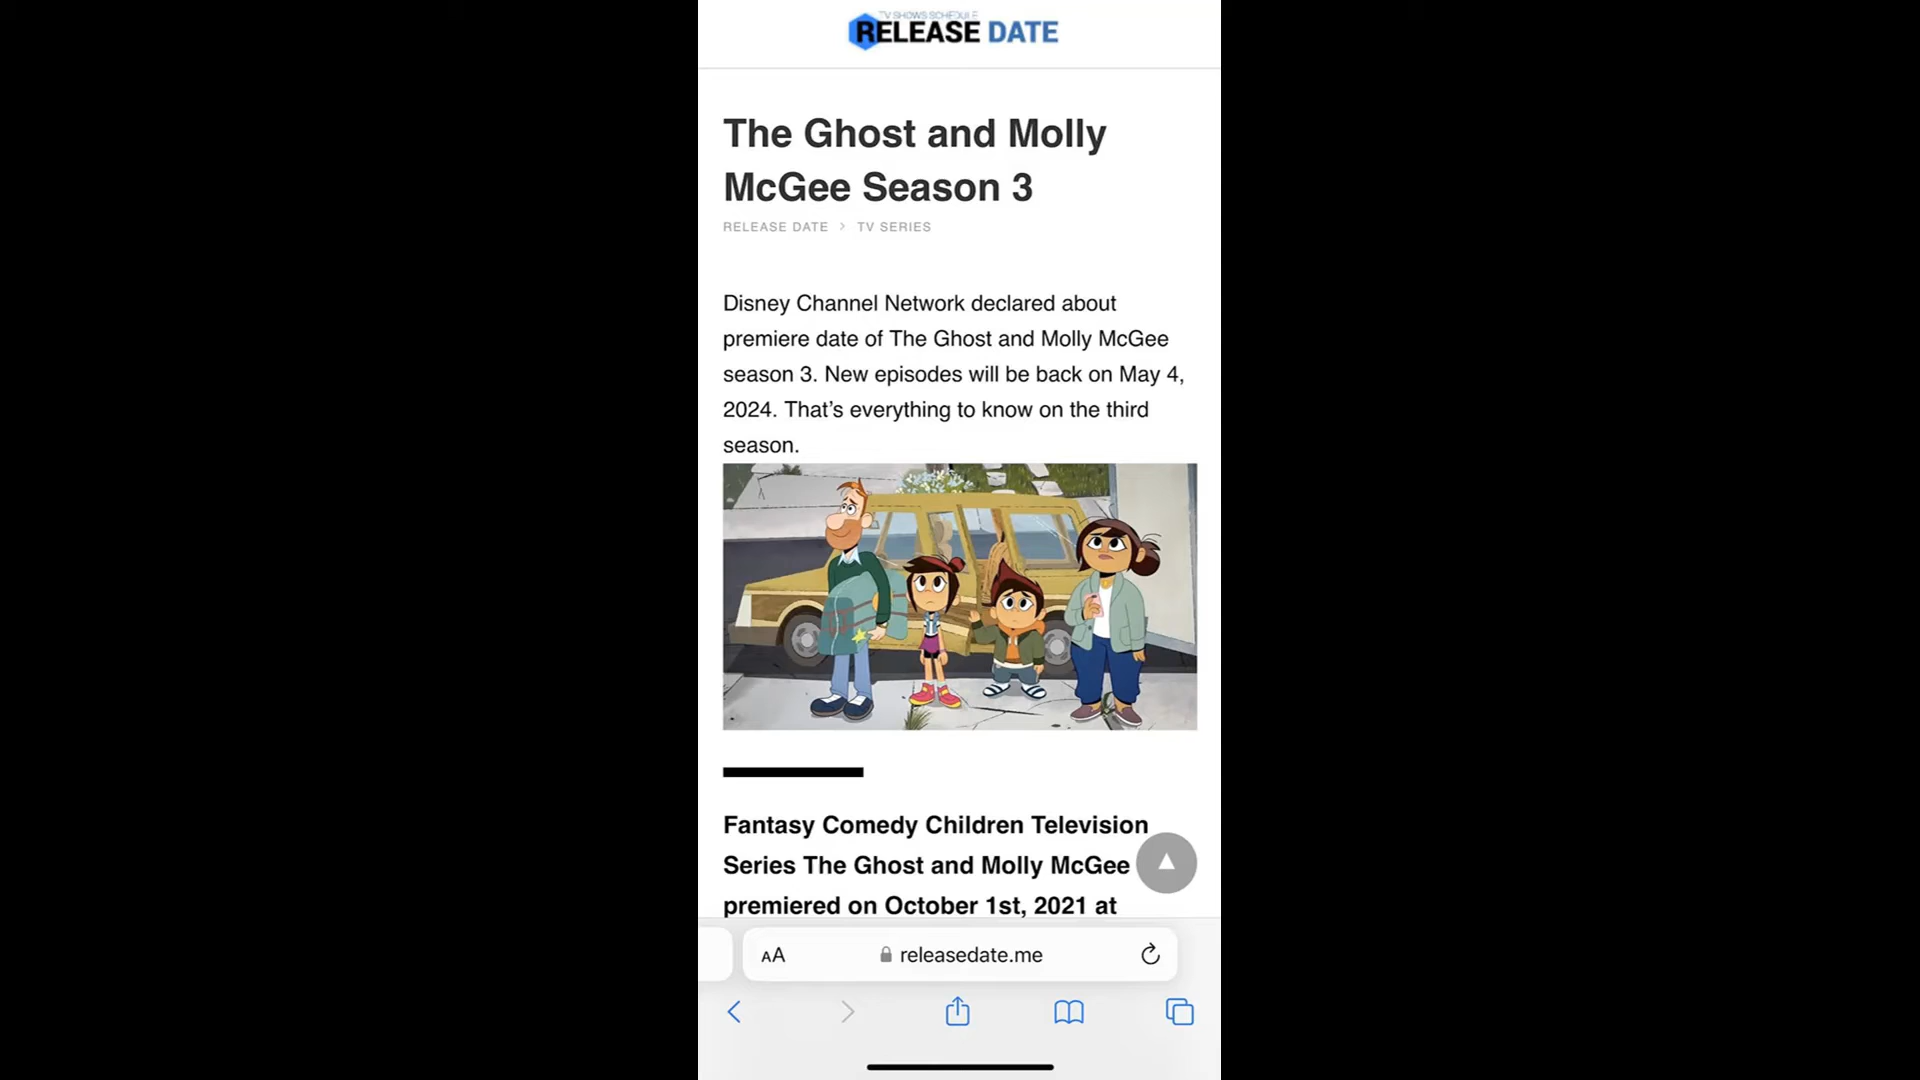 TV SHOWS SCHEDULE
RELEASE DATE
The Ghost and Molly
McGee Season 3
RELEASE DATE > TV SERIES
Disney Channel Network declared about
premiere date of The Ghost and Molly McGee
season 3. New episodes will be back on May 4,
2024. That’s everything to know on the third
season.
Fantasy Comedy Children Television
Series The Ghost and Molly McGee
premiered on October 1st, 2021 at
AA releasedate.me